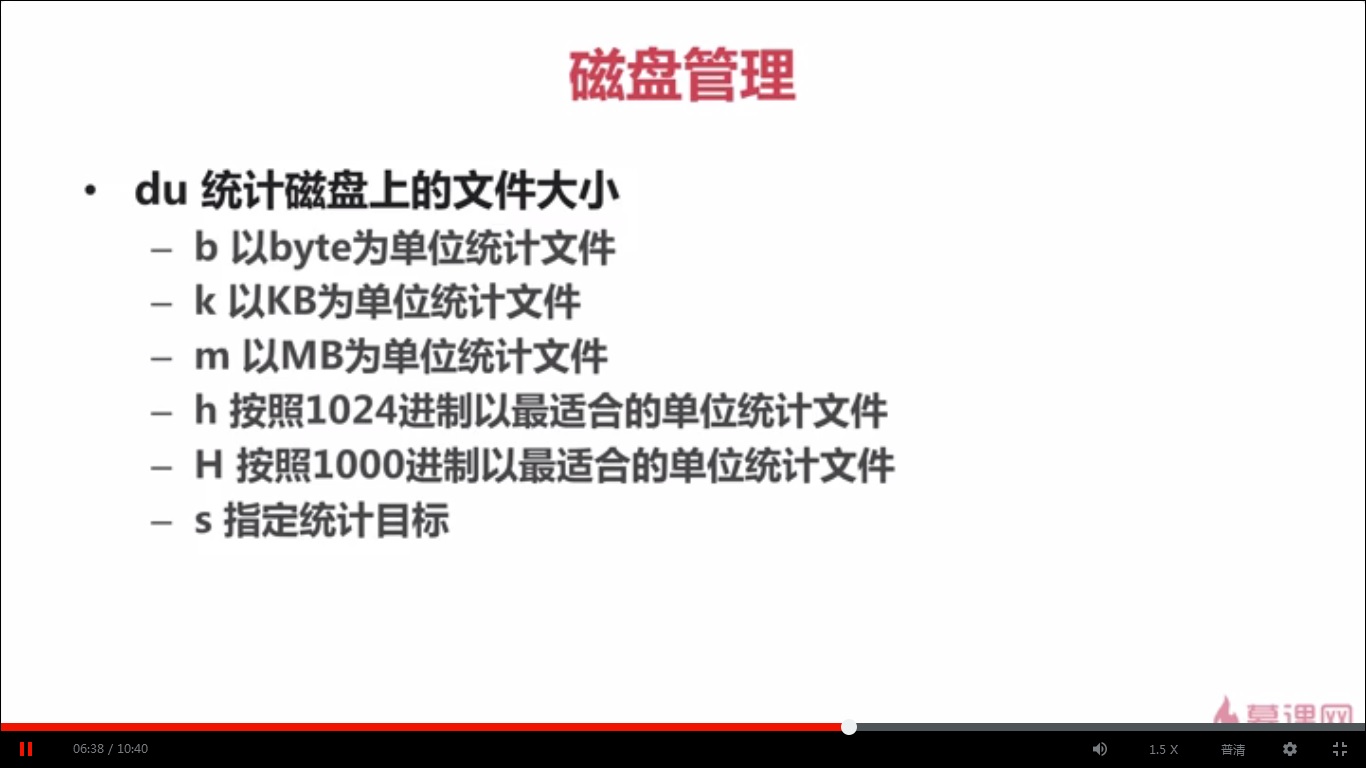 磁盘管理
• du 统计磁盘上的文件大小
– b 以byte为单位统计文件
– k 以KB为单位统计文件
– m 以MB为单位统计文件
– h 按照1024进制以最适合的单位统计文件
– H 按照1000进制以最适合的单位统计文件
– s 指定统计目标
慕课网
06:38 / 10:40
1.5 X
普清